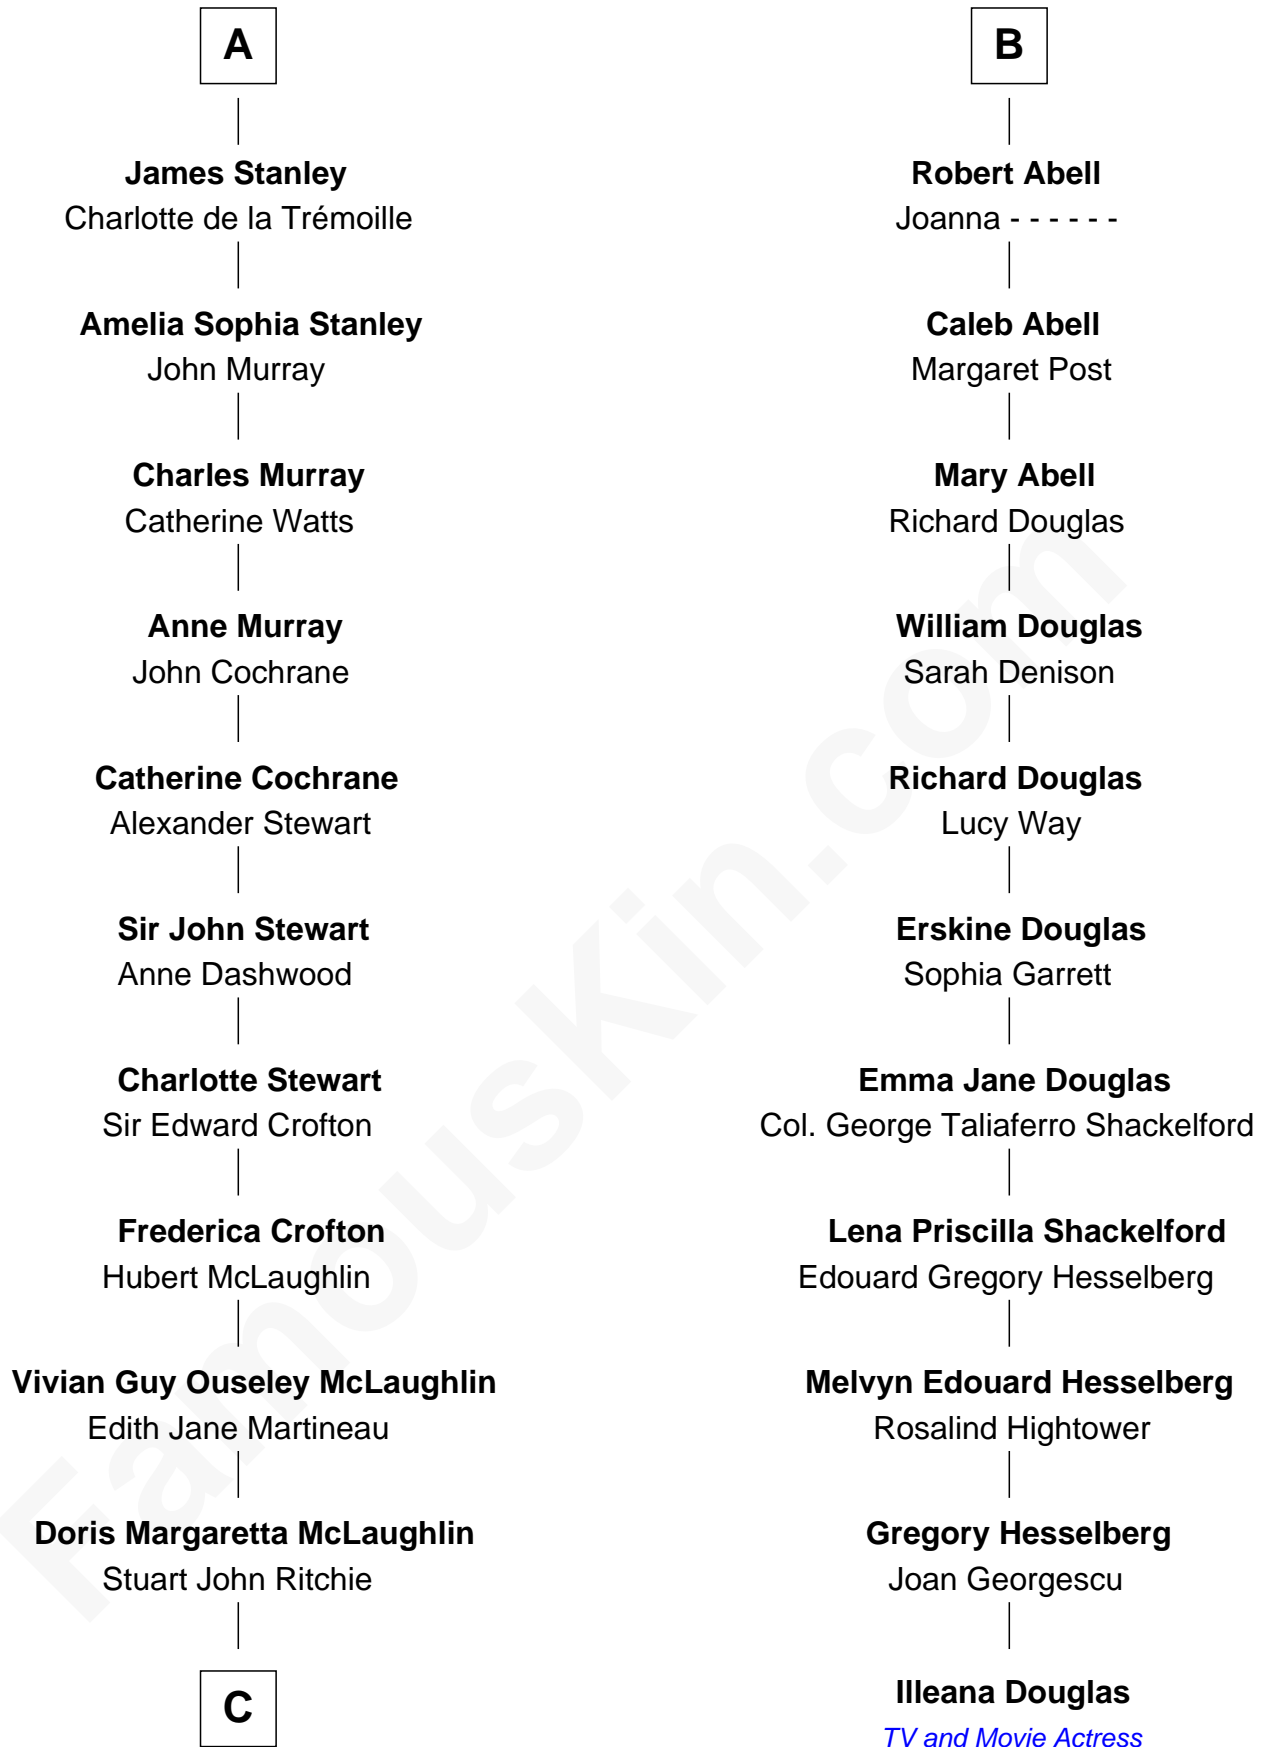 A
James Stanley
Charlotte de la Trémoille
Amelia Sophia Stanley
John Murray
Charles Murray
Catherine Watts
Anne Murray
John Cochrane
Catherine Cochrane
Alexander Stewart
Sir John Stewart
Anne Dashwood
Charlotte Stewart
Sir Edward Crofton
Frederica Crofton
Hubert McLaughlin
Vivian Guy Ouseley McLaughlin
Edith Jane Martineau
Doris Margaretta McLaughlin
Stuart John Ritchie
C
B
Robert Abell
Joanna - - - - - -
Caleb Abell
Margaret Post
Mary Abell
Richard Douglas
William Douglas
Sarah Denison
Richard Douglas
Lucy Way
Erskine Douglas
Sophia Garrett
Emma Jane Douglas
Col. George Taliaferro Shackelford
Lena Priscilla Shackelford
Edouard Gregory Hesselberg
Melvyn Edouard Hesselberg
Rosalind Hightower
Gregory Hesselberg
Joan Georgescu
Illeana Douglas
TV and Movie Actress
FamousKin.com